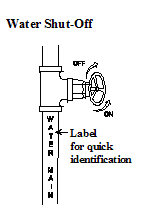 Water Shut-Off
OFF
ON
WATER MAIN
Label
for quick
identification